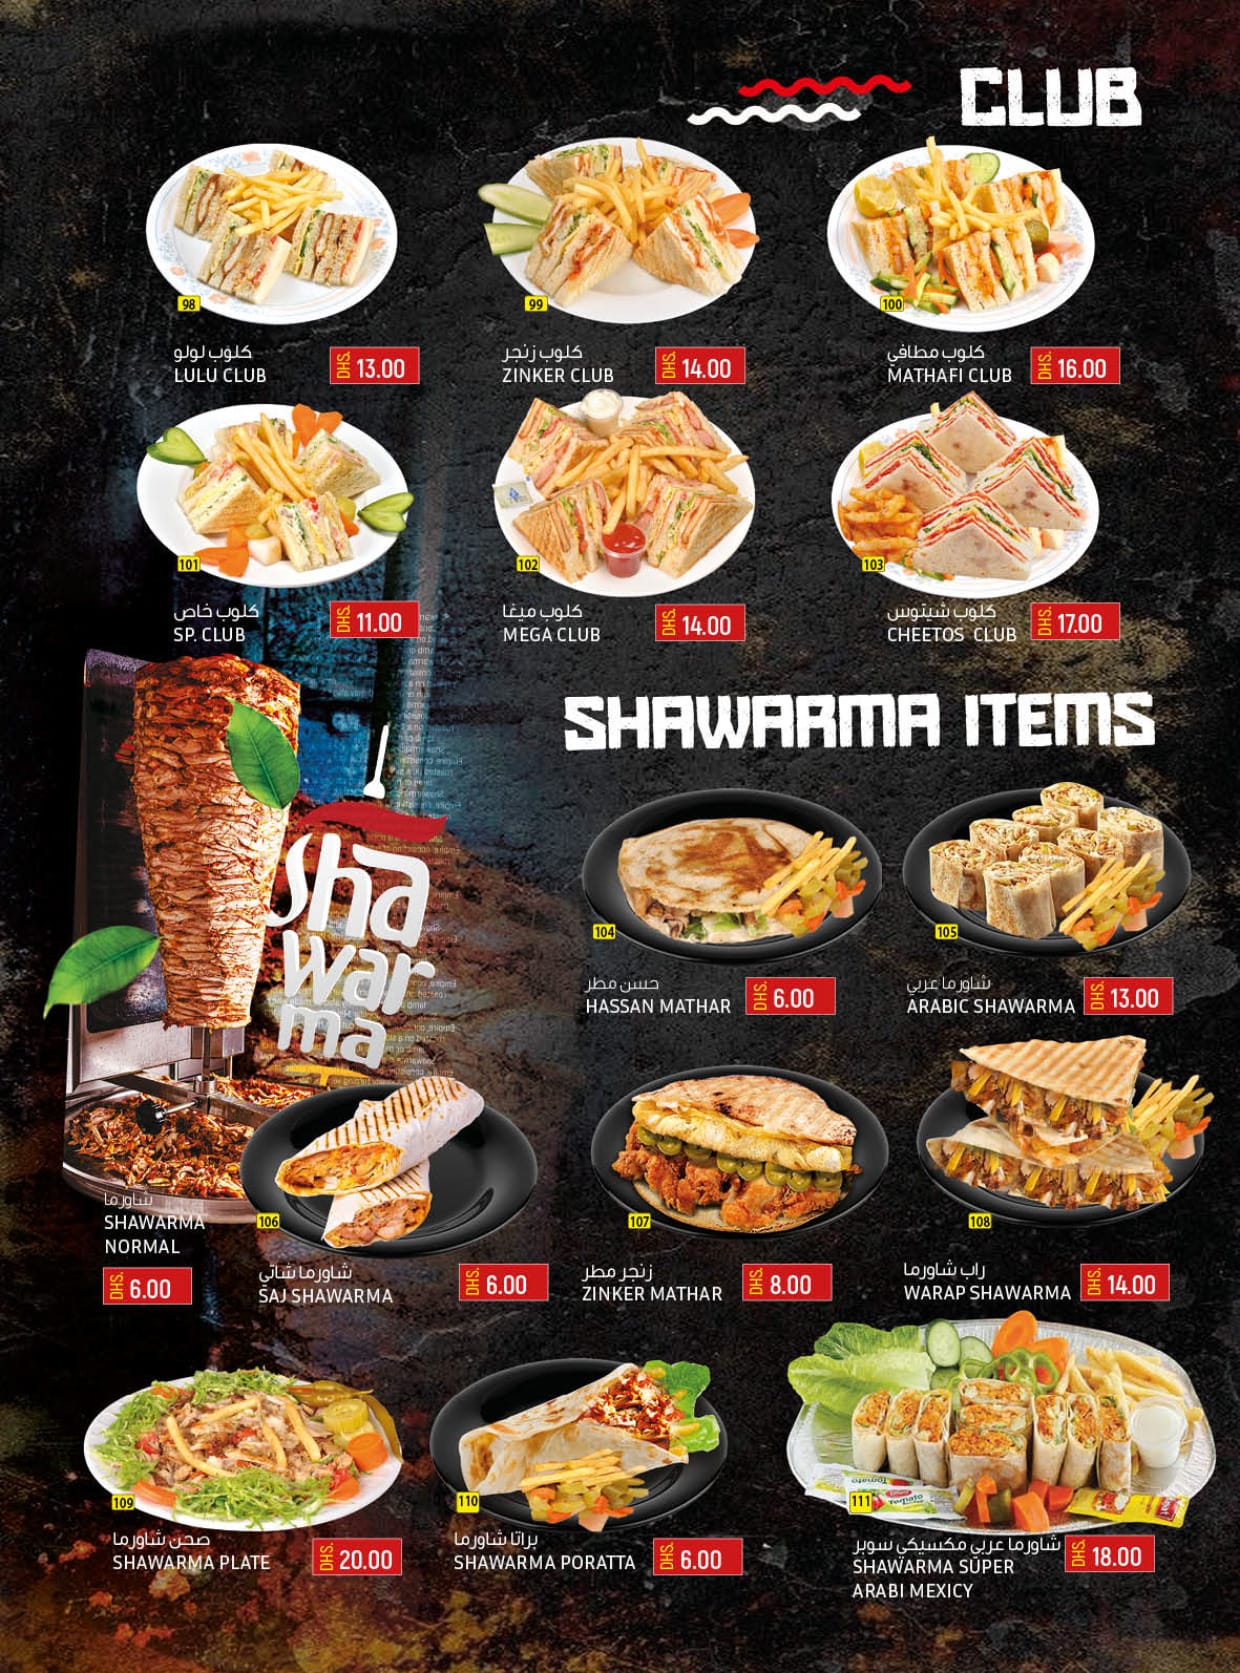 CLUB
98
كلوب لولو
LULU CLUB
DHS. 13.00
99
كلوب زنجر
ZINKER CLUB
DHS. 14.00
100
كلوب مطافي
MATHAFI CLUB
DHS. 16.00
101
كلوب خاص
SP. CLUB
DHS. 11.00
102
كلوب ميغا
MEGA CLUB
DHS. 14.00
103
كلوب شيتوس
CHEETOS CLUB
DHS. 17.00
SHAWARMA ITEMS
sha
war
ma
104
حسن مطر
HASSAN MATHAR
DHS. 6.00
105
شاورما عربي
ARABIC SHAWARMA
DHS. 13.00
شاورما
SHAWARMA
NORMAL
DHS. 6.00
106
شاورما شاتي
SAJ SHAWARMA
DHS. 6.00
107
زنجر مطر
ZINKER MATHAR
DHS. 8.00
108
راب شاورما
WARAP SHAWARMA
DHS. 14.00
109
صحن شاورما
SHAWARMA PLATE
DHS. 20.00
110
براتا شاورما
SHAWARMA PORATTA
DHS. 6.00
Tomato
Tomato
111
شاورما عربي مكسيكي سوبر
SHAWARMA SUPER
ARABI MEXICY
DHS. 18.00